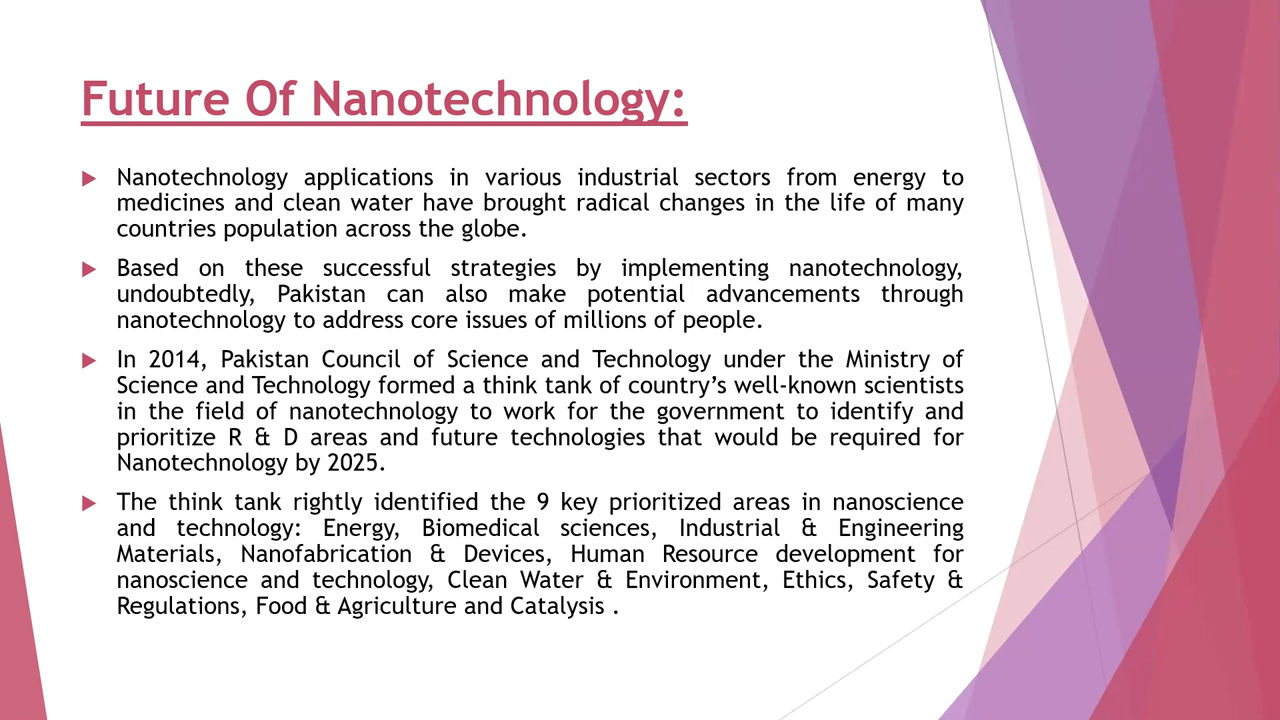 Future Of Nanotechnology:
Nanotechnology applications in various industrial sectors from energy to
medicines and clean water have brought radical changes in the life of many
countries population across the globe.
Based on these successful strategies by implementing nanotechnology,
undoubtedly, Pakistan can also make potential advancements through
nanotechnology to address core issues of millions of people.
In 2014, Pakistan Council of Science and Technology under the Ministry of
Science and Technology formed a think tank of country’s well-known scientists
in the field of nanotechnology to work for the government to identify and
prioritize R & D areas and future technologies that would be required for
Nanotechnology by 2025.
The think tank rightly identified the 9 key prioritized areas in nanoscience
and technology: Energy, Biomedical sciences, Industrial & Engineering
Materials, Nanofabrication & Devices, Human Resource development for
nanoscience and technology, Clean Water & Environment, Ethics, Safety &
Regulations, Food & Agriculture and Catalysis .